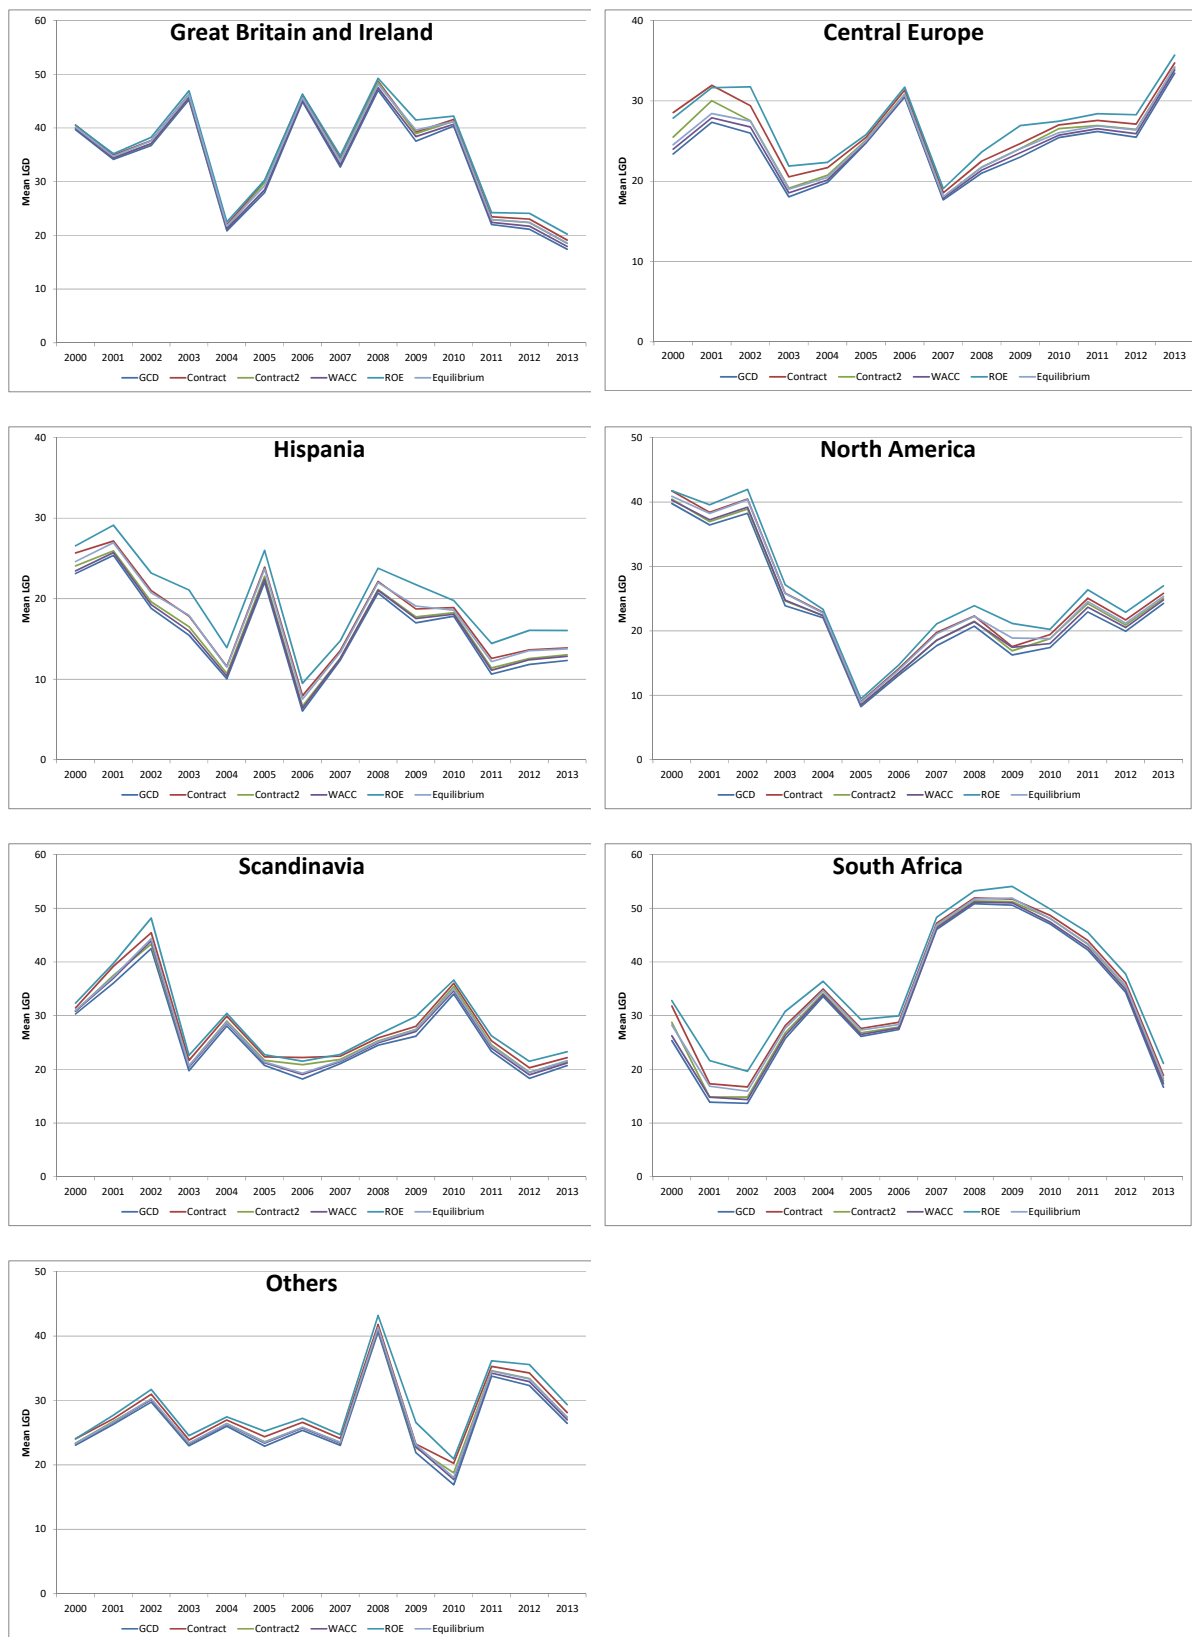 Great Britain and Ireland
60
50
40
30
20
10
0
Mean LGD
2000 2001 2002 2003 2004 2005 2006 2007 2008 2009 2010 2011 2012 2013
GCD Contract Contract2 WACC ROE Equilibrium
Central Europe
40
30
20
10
0
Mean LGD
2000 2001 2002 2003 2004 2005 2006 2007 2008 2009 2010 2011 2012 2013
GCD Contract Contract2 WACC ROE Equilibrium
Hispania
40
30
20
10
0
Mean LGD
2000 2001 2002 2003 2004 2005 2006 2007 2008 2009 2010 2011 2012 2013
GCD Contract Contract2 WACC ROE Equilibrium
North America
50
40
30
20
10
0
Mean LGD
2000 2001 2002 2003 2004 2005 2006 2007 2008 2009 2010 2011 2012 2013
GCD Contract Contract2 WACC ROE Equilibrium
Scandinavia
60
50
40
30
20
10
0
Mean LGD
2000 2001 2002 2003 2004 2005 2006 2007 2008 2009 2010 2011 2012 2013
GCD Contract Contract2 WACC ROE Equilibrium
South Africa
60
50
40
30
20
10
0
Mean LGD
2000 2001 2002 2003 2004 2005 2006 2007 2008 2009 2010 2011 2012 2013
GCD Contract Contract2 WACC ROE Equilibrium
Others
50
40
30
20
10
0
Mean LGD
2000 2001 2002 2003 2004 2005 2006 2007 2008 2009 2010 2011 2012 2013
GCD Contract Contract2 WACC ROE Equilibrium